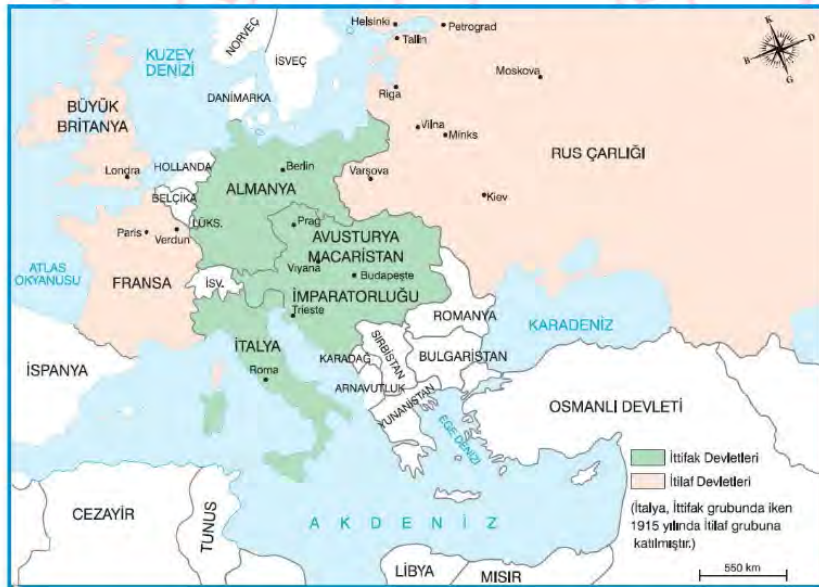 Helsinki
Petrograd
Tallin
NORVEÇ
İSVEÇ
KUZEY
DENİZİ
Moskova
K
D
B
G
Riga
DANİMARKA
BÜYÜK
BRİTANYA
Vilna
Minks
RUS ÇARLIĞI
HOLLANDA
Berlin
Londra
ALMANYA
Varşova
Kiev
BELÇİKA
LÜKS.
Prag
Paris
Verdun
AVUSTURYA
MACARİSTAN
Viyana
Budapeşte
ATLAS
OKYANUSU
FRANSA
İSV.
İMPARATORLUĞU
Trieste
ROMANYA
KARADENİZ
İTALYA
SIRBİSTAN
KARADAĞ
BULGARİSTAN
İSPANYA
Roma
ARNAVUTLUK
YUNANİSTAN
OSMANLI DEVLETİ
EGE DENİZİ
İttifak Devletleri
İtilaf Devletleri
(İtalya, İttifak grubunda iken
1915 yılında İtilaf grubuna
katılmıştır.)
CEZAYİR
TUNUS
AKDENİZ
LİBYA
MISIR
550 km